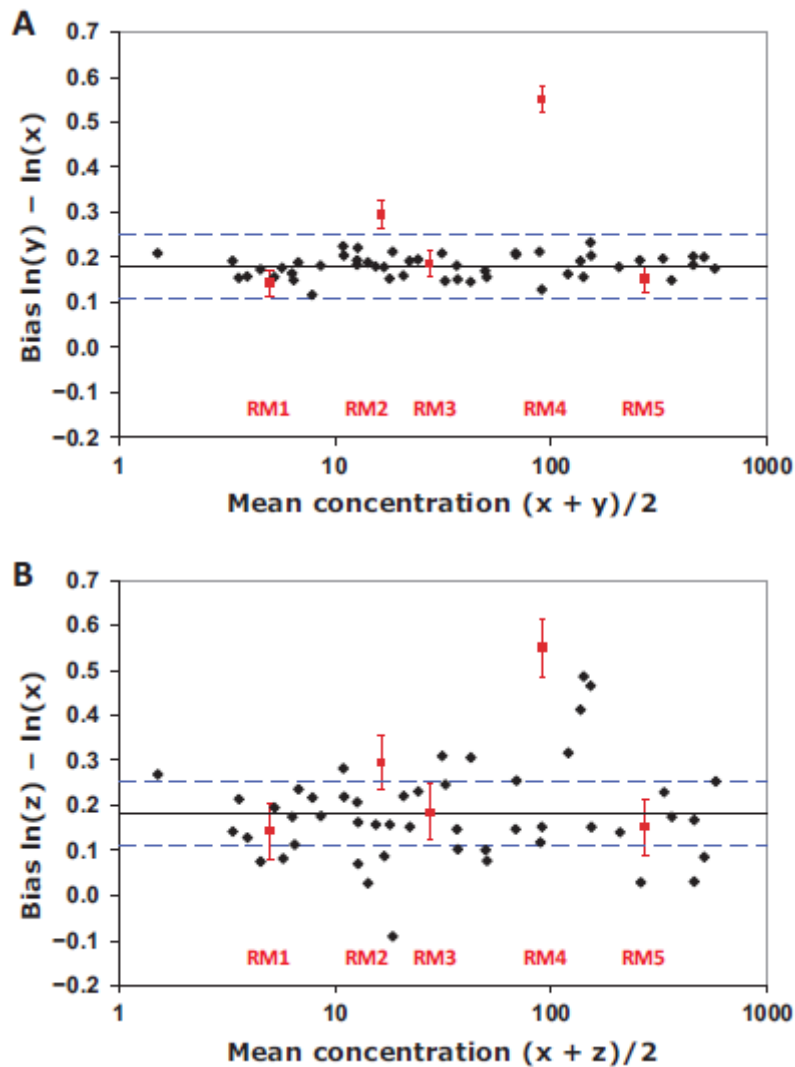 A
0.7
0.6
0.5
0.4
0.3
0.2
0.1
0.0
−0.1
−0.2
Bias ln(y) − ln(x)
RM1 RM2 RM3 RM4 RM5
1 10 100 1000
Mean concentration (x + y)/2
B
0.7
0.6
0.5
0.4
0.3
0.2
0.1
0.0
−0.1
−0.2
Bias ln(z) − ln(x)
RM1 RM2 RM3 RM4 RM5
1 10 100 1000
Mean concentration (x + z)/2